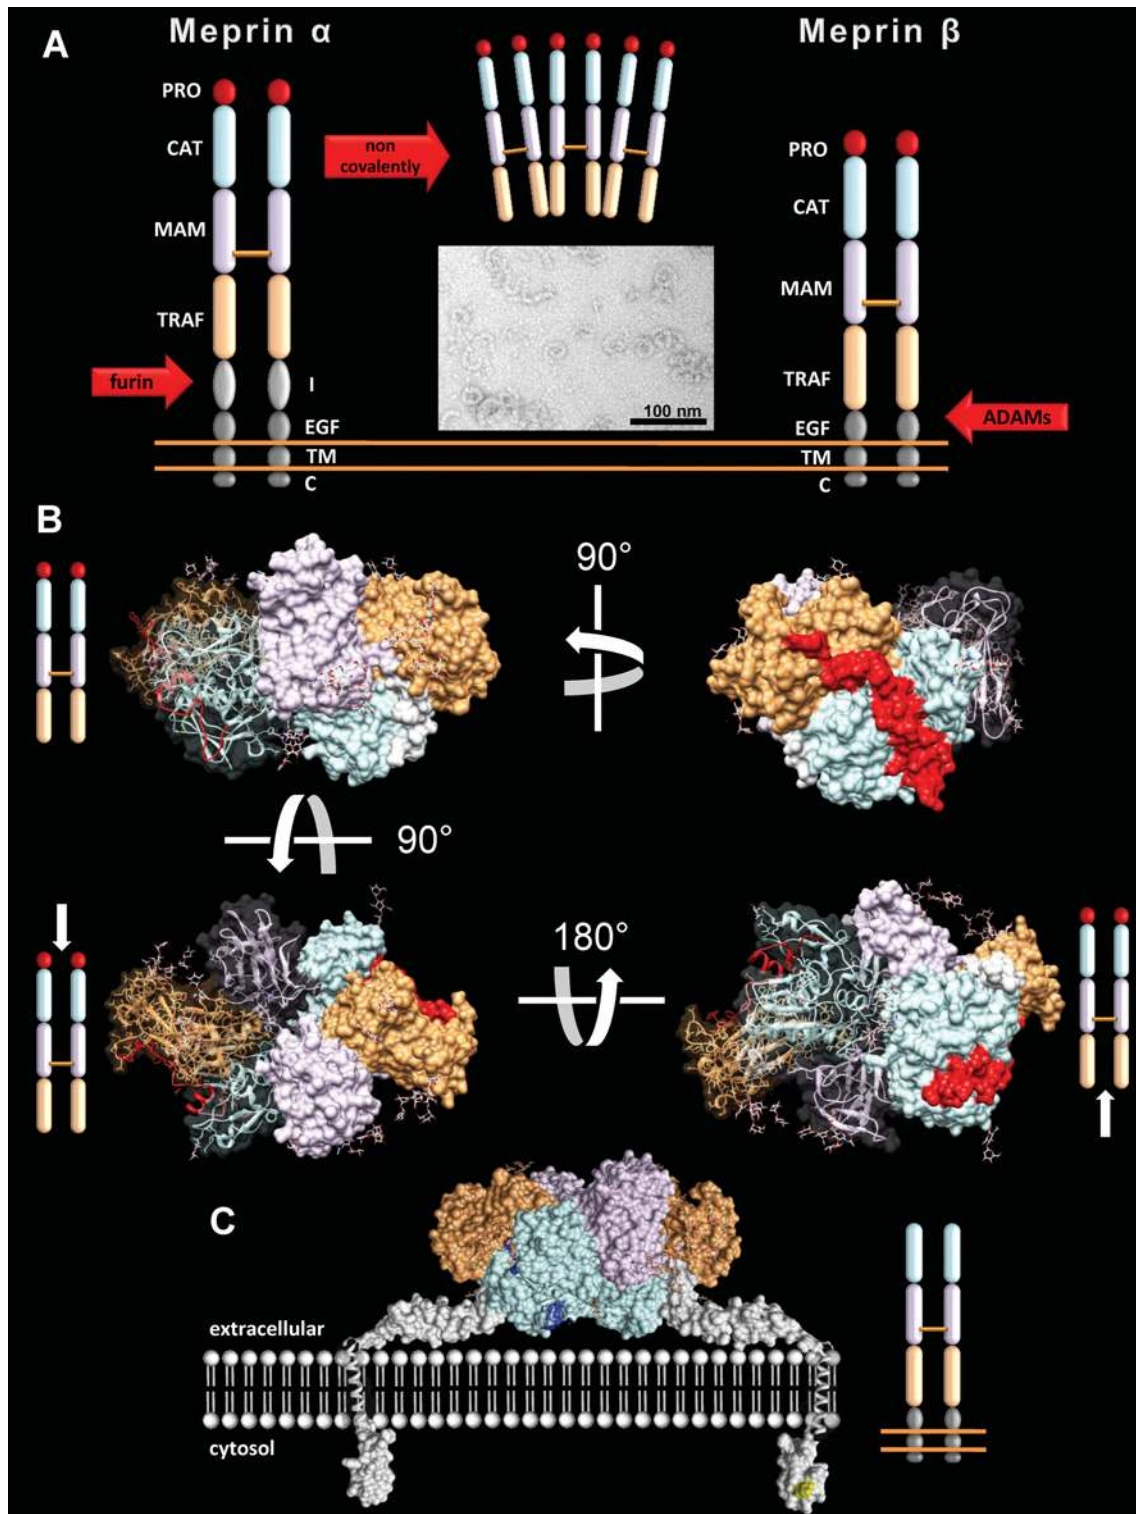 A
Meprin α
Meprin β
PRO
CAT
MAM
TRAF
furin
I
EGF
TM
C
non
covalently
100 nm
PRO
CAT
MAM
TRAF
ADAMs
EGF
TM
C
B
90°
90°
180°
C
extracellular
cytosol